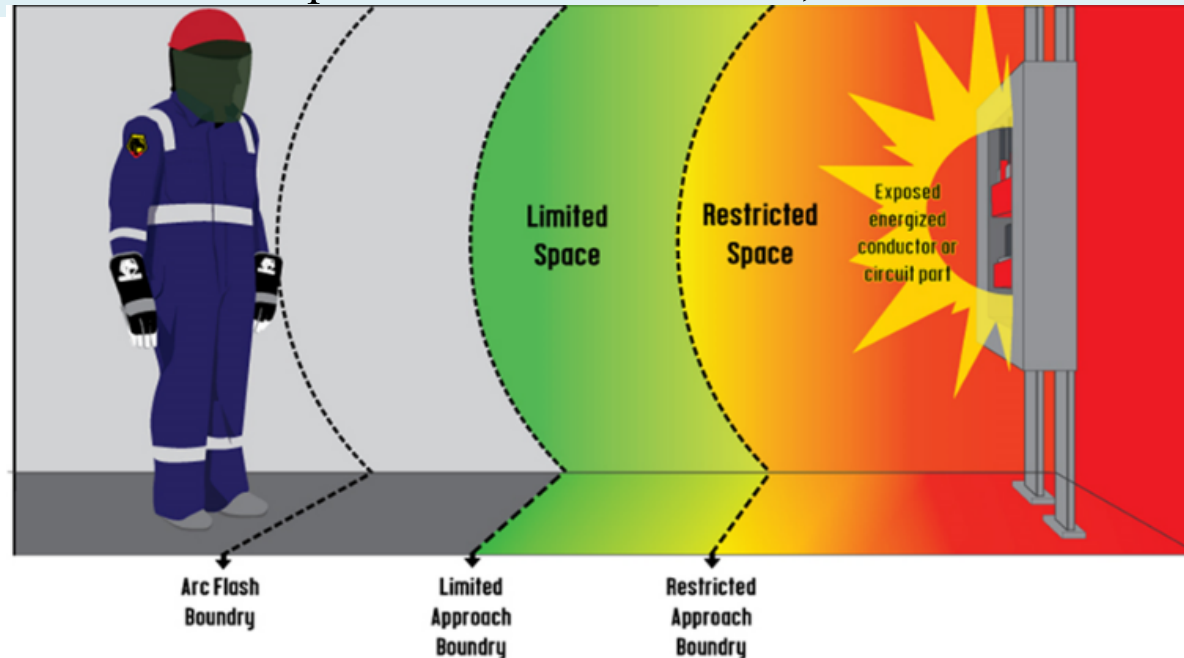 Limited
Space
Restricted
Space
Exposed
energized
conductor or
circuit part
Arc Flash
Boundry
Limited
Approach
Boundry
Restricted
Approach
Boundry